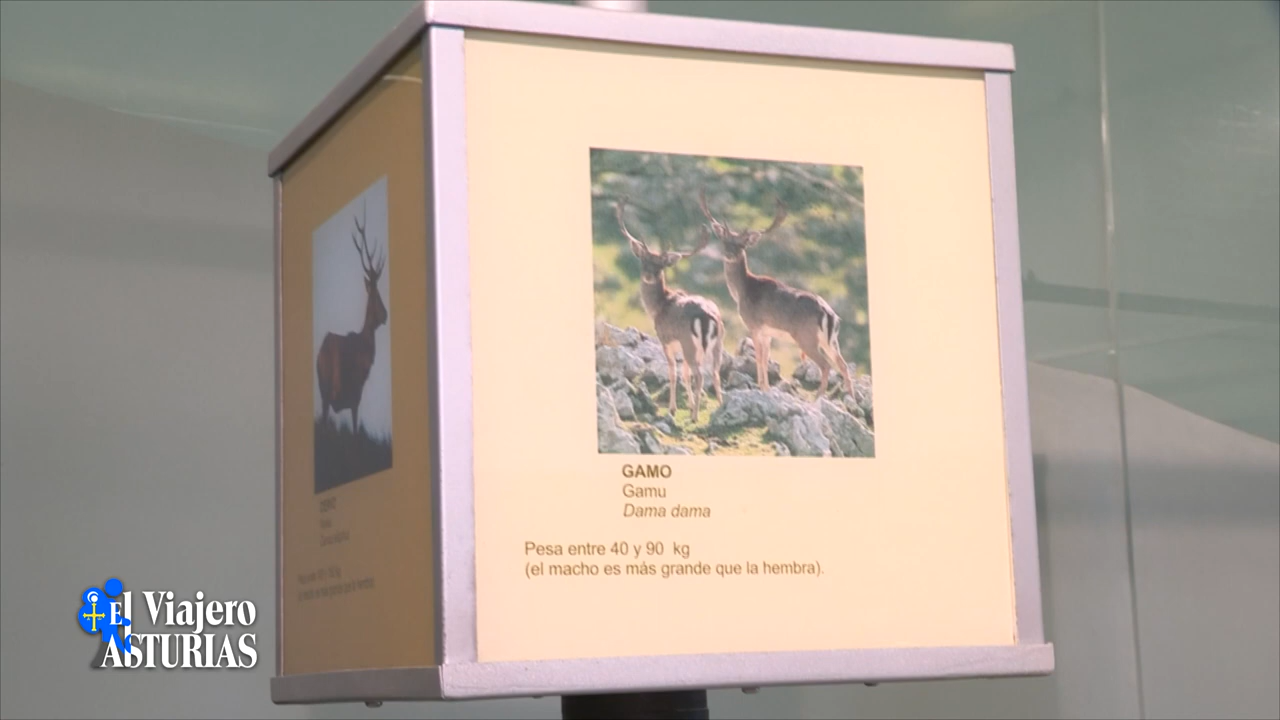 GAMO
Gamu
Dama dama
Pesa entre 40 y 90 kg
(el macho es más grande que la hembra).
El Viajero
ASTURIAS